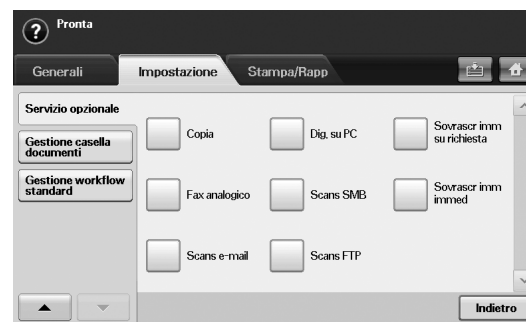 Pronta
Generali
Impostazione
Stampa/Rapp
Servizio opzionale
Gestione casella
documenti
Gestione workflow
standard
Copia
Dig. su PC
Sovrascr imm
su richiesta
Fax analogico
Scans SMB
Sovrascr imm
immed
Scans e-mail
Scans FTP
Indietro